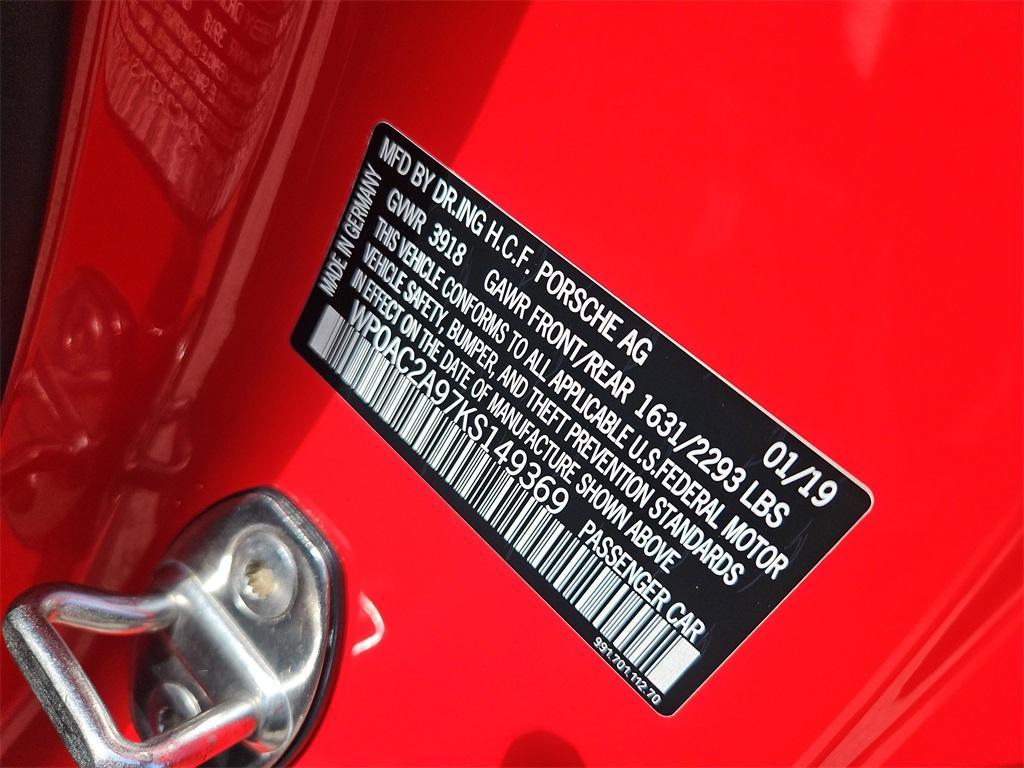 MFD BY DR.ING H.C.F. PORSCHE AG 01/19
GVWR 3918 GAWR FRONT/REAR 1631/2293 LBS
THIS VEHICLE CONFORMS TO ALL APPLICABLE U.S.FEDERAL MOTOR
VEHICLE SAFETY, BUMPER, AND THEFT PREVENTION STANDARDS
IN EFFECT ON THE DATE OF MANUFACTURE SHOWN ABOVE
WP0AC2A97KS149369 PASSENGER CAR
MADE IN GERMANY
991.701.112.70